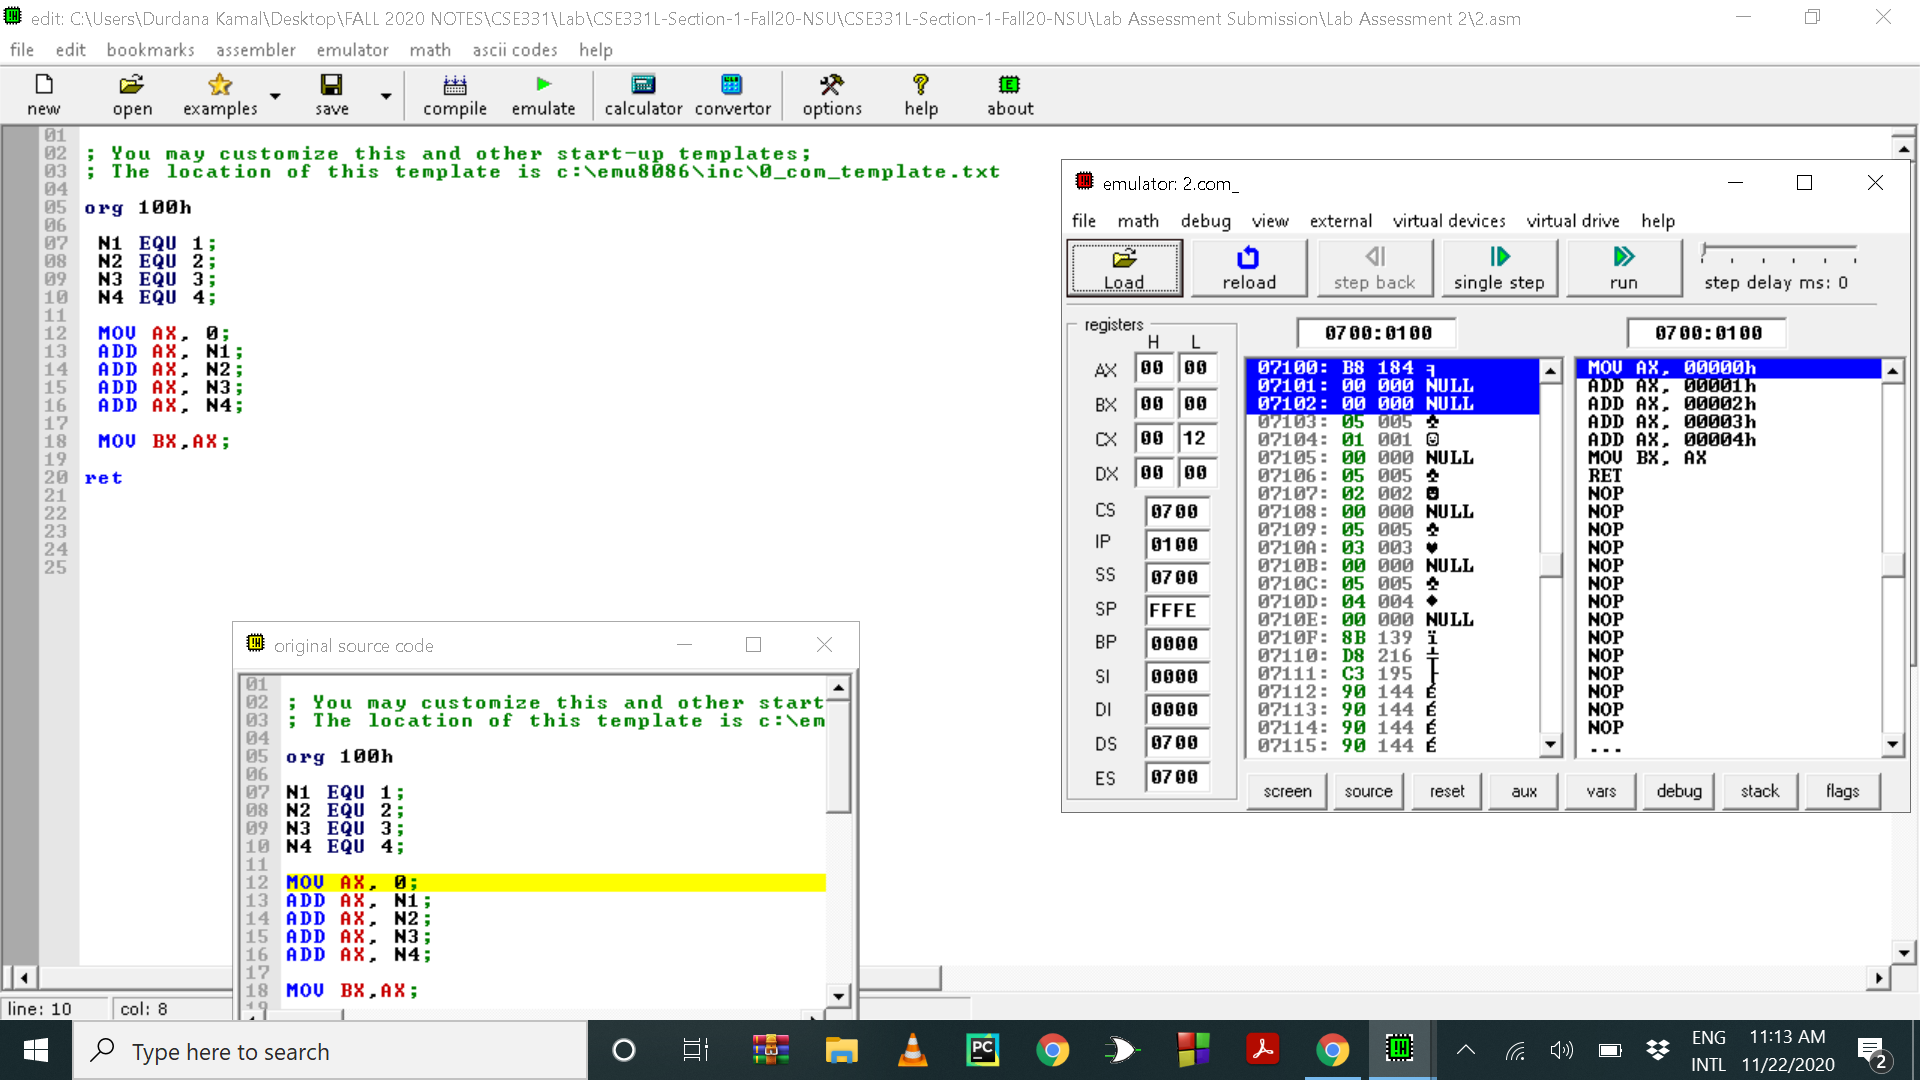 edit: C:\Users\Durdana Kamal\Desktop\FALL 2020 NOTES\CSE331\Lab\CSE331L-Section-1-Fall20-NSU\CSE331L-Section-1-Fall20-NSU\Lab Assessment Submission\Lab Assessment 2\2.asm
file edit bookmarks assembler emulator math ascii codes help
new open examples save compile emulate calculator convertor options help about
01
02 ; You may customize this and other start-up templates;
03 ; The location of this template is c:\emu8086\inc\0_com_template.txt
04
05 org 100h
06
07 N1 EQU 1;
08 N2 EQU 2;
09 N3 EQU 3;
10 N4 EQU 4;
11
12 MOV AX, 0;
13 ADD AX, N1;
14 ADD AX, N2;
15 ADD AX, N3;
16 ADD AX, N4;
17
18 MOV BX,AX;
19
20 ret
21
22
23
24
25
line: 10 col: 8
original source code
01
02 ; You may customize this and other start
03 ; The location of this template is c:\em
04
05 org 100h
06
07 N1 EQU 1;
08 N2 EQU 2;
09 N3 EQU 3;
10 N4 EQU 4;
11
12 MOV AX, 0;
13 ADD AX, N1;
14 ADD AX, N2;
15 ADD AX, N3;
16 ADD AX, N4;
17
18 MOV BX,AX;
19
emulator: 2.com_
file math debug view external virtual devices virtual drive help
Load reload step back single step run step delay ms: 0
registers
H L
AX 00 00
BX 00 00
CX 00 12
DX 00 00
CS 0700
IP 0100
SS 0700
SP FFFE
BP 0000
SI 0000
DI 0000
DS 0700
ES 0700
0700:0100
07100: B8 184 ╕
07101: 00 000 NULL
07102: 00 000 NULL
07103: 05 005 ♣
07104: 01 001 ☺
07105: 00 000 NULL
07106: 05 005 ♣
07107: 02 002 ☻
07108: 00 000 NULL
07109: 05 005 ♣
0710A: 03 003 ♥
0710B: 00 000 NULL
0710C: 05 005 ♣
0710D: 04 004 ♦
0710E: 00 000 NULL
0710F: 8B 139 ï
07110: D8 216 ╪
07111: C3 195 ├
07112: 90 144 É
07113: 90 144 É
07114: 90 144 É
07115: 90 144 É
0700:0100
MOV AX, 00000h
ADD AX, 00001h
ADD AX, 00002h
ADD AX, 00003h
ADD AX, 00004h
MOV BX, AX
RET
NOP
NOP
NOP
NOP
NOP
NOP
NOP
NOP
NOP
NOP
NOP
NOP
NOP
NOP
...
screen source reset aux vars debug stack flags
Type here to search
PC
ENG
INTL
11:13 AM
11/22/2020
2